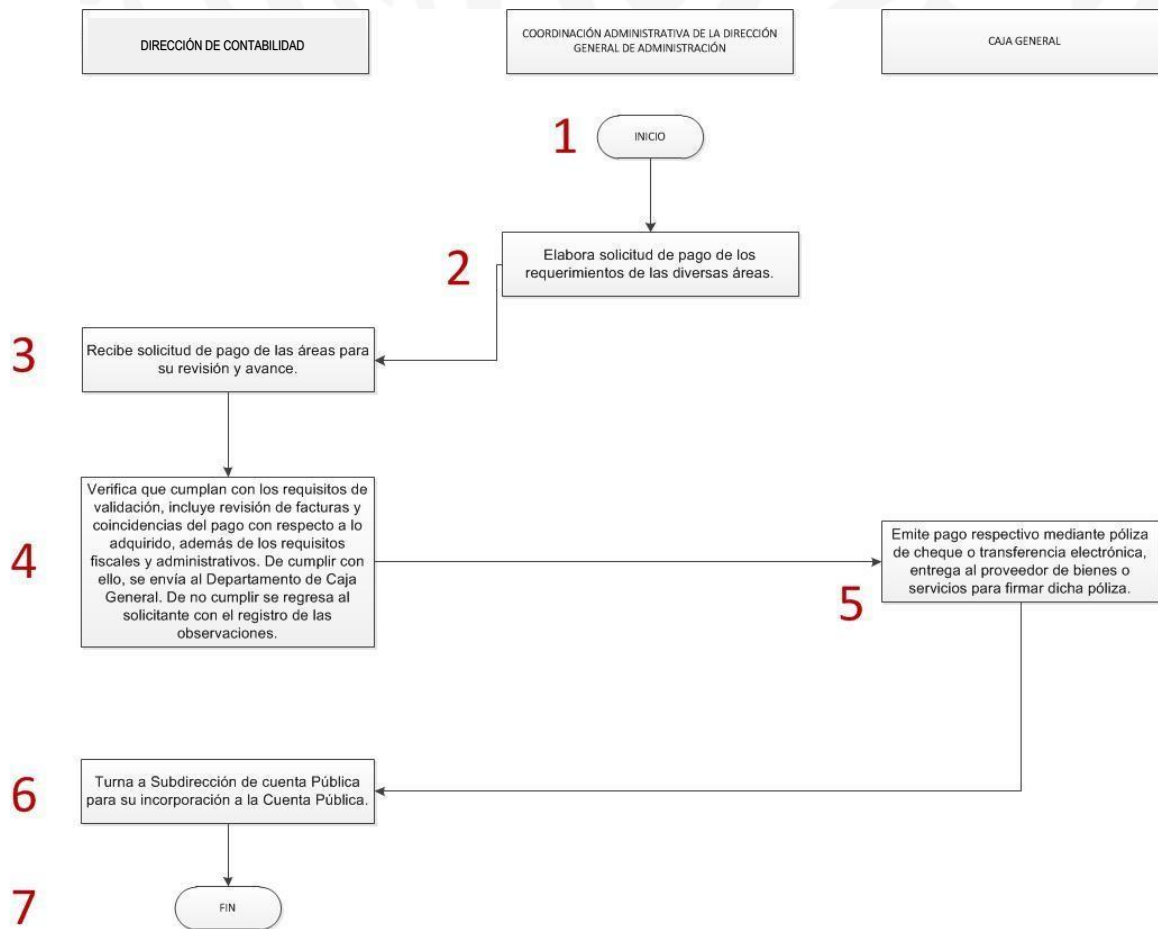 DIRECCIÓN DE CONTABILIDAD
COORDINACIÓN ADMINISTRATIVA DE LA DIRECCIÓN
GENERAL DE ADMINISTRACIÓN
CAJA GENERAL
1
INICIO
2
Elabora solicitud de pago de los
requerimientos de las diversas áreas.
3
Recibe solicitud de pago de las áreas para
su revisión y avance.
4
Verifica que cumplan con los requisitos de
validación, incluye revisión de facturas y
coincidencias del pago con respecto a lo
adquirido, además de los requisitos
fiscales y administrativos. De cumplir con
ello, se envía al Departamento de Caja
General. De no cumplir se regresa al
solicitante con el registro de las
observaciones.
5
Emite pago respectivo mediante póliza
de cheque o transferencia electrónica,
entrega al proveedor de bienes o
servicios para firmar dicha póliza.
6
Turna a Subdirección de cuenta Pública
para su incorporación a la Cuenta Pública.
7
FIN